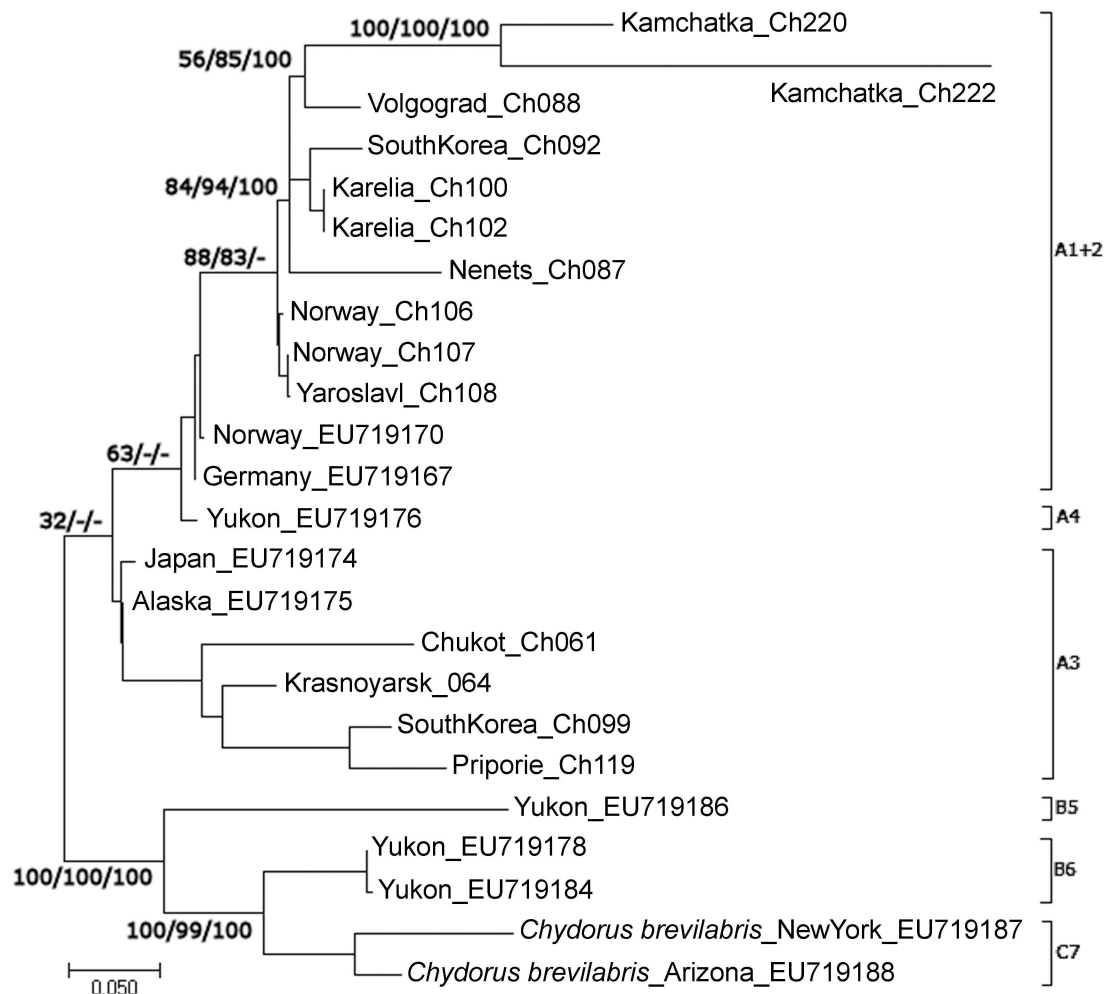 100/100/100
Kamchatka_Ch220
56/85/100
Kamchatka_Ch222
Volgograd_Ch088
SouthKorea_Ch092
84/94/100
Karelia_Ch100
Karelia_Ch102
A1+2
88/83/-
Nenets_Ch087
Norway_Ch106
Norway_Ch107
Yaroslavl_Ch108
Norway_EU719170
63/-/-
Germany_EU719167
32/-/-
Yukon_EU719176
A4
Japan_EU719174
Alaska_EU719175
Chukot_Ch061
A3
Krasnoyarsk_064
SouthKorea_Ch099
Priporie_Ch119
Yukon_EU719186
B5
Yukon_EU719178
B6
100/100/100
Yukon_EU719184
100/99/100
Chydorus brevilabris_NewYork_EU719187
C7
Chydorus brevilabris_Arizona_EU719188
0.050